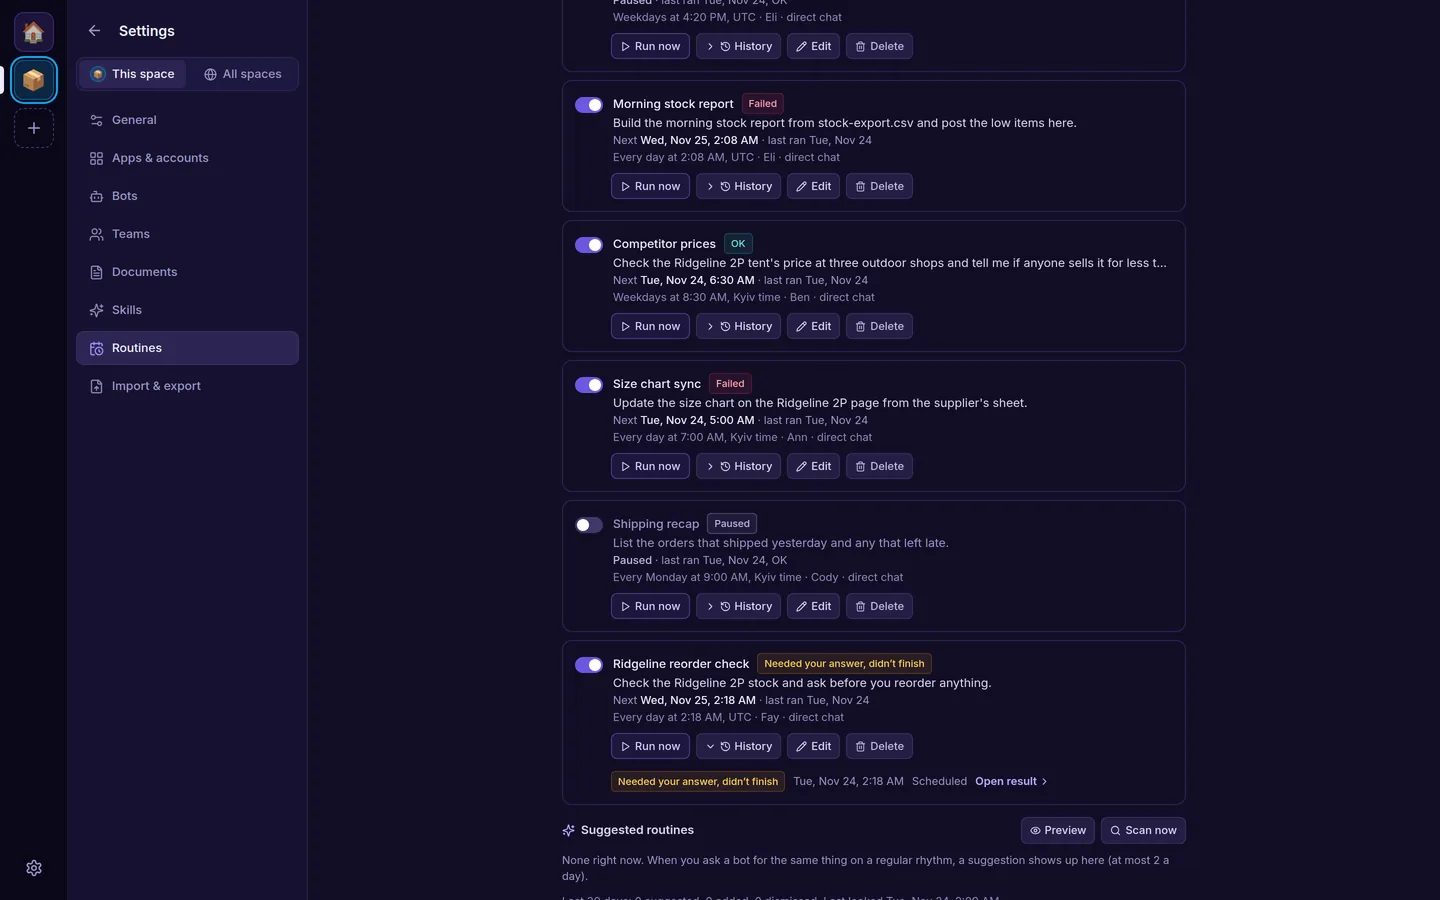 Settings
This space
All spaces
General
Apps & accounts
Bots
Teams
Documents
Skills
Routines
Import & export
Paused · last ran Tue, Nov 24, OK
Weekdays at 4:20 PM, UTC · Eli · direct chat
Run now
History
Edit
Delete
Morning stock report Failed
Build the morning stock report from stock-export.csv and post the low items here.
Next Wed, Nov 25, 2:08 AM · last ran Tue, Nov 24
Every day at 2:08 AM, UTC · Eli · direct chat
Run now
History
Edit
Delete
Competitor prices OK
Check the Ridgeline 2P tent's price at three outdoor shops and tell me if anyone sells it for less t...
Next Tue, Nov 24, 6:30 AM · last ran Tue, Nov 24
Weekdays at 8:30 AM, Kyiv time · Ben · direct chat
Run now
History
Edit
Delete
Size chart sync Failed
Update the size chart on the Ridgeline 2P page from the supplier's sheet.
Next Tue, Nov 24, 5:00 AM · last ran Tue, Nov 24
Every day at 7:00 AM, Kyiv time · Ann · direct chat
Run now
History
Edit
Delete
Shipping recap Paused
List the orders that shipped yesterday and any that left late.
Paused · last ran Tue, Nov 24, OK
Every Monday at 9:00 AM, Kyiv time · Cody · direct chat
Run now
History
Edit
Delete
Ridgeline reorder check Needed your answer, didn't finish
Check the Ridgeline 2P stock and ask before you reorder anything.
Next Wed, Nov 25, 2:18 AM · last ran Tue, Nov 24
Every day at 2:18 AM, UTC · Fay · direct chat
Run now
History
Edit
Delete
Needed your answer, didn't finish Tue, Nov 24, 2:18 AM Scheduled Open result
Suggested routines
Preview
Scan now
None right now. When you ask a bot for the same thing on a regular rhythm, a suggestion shows up here (at most 2 a
day).